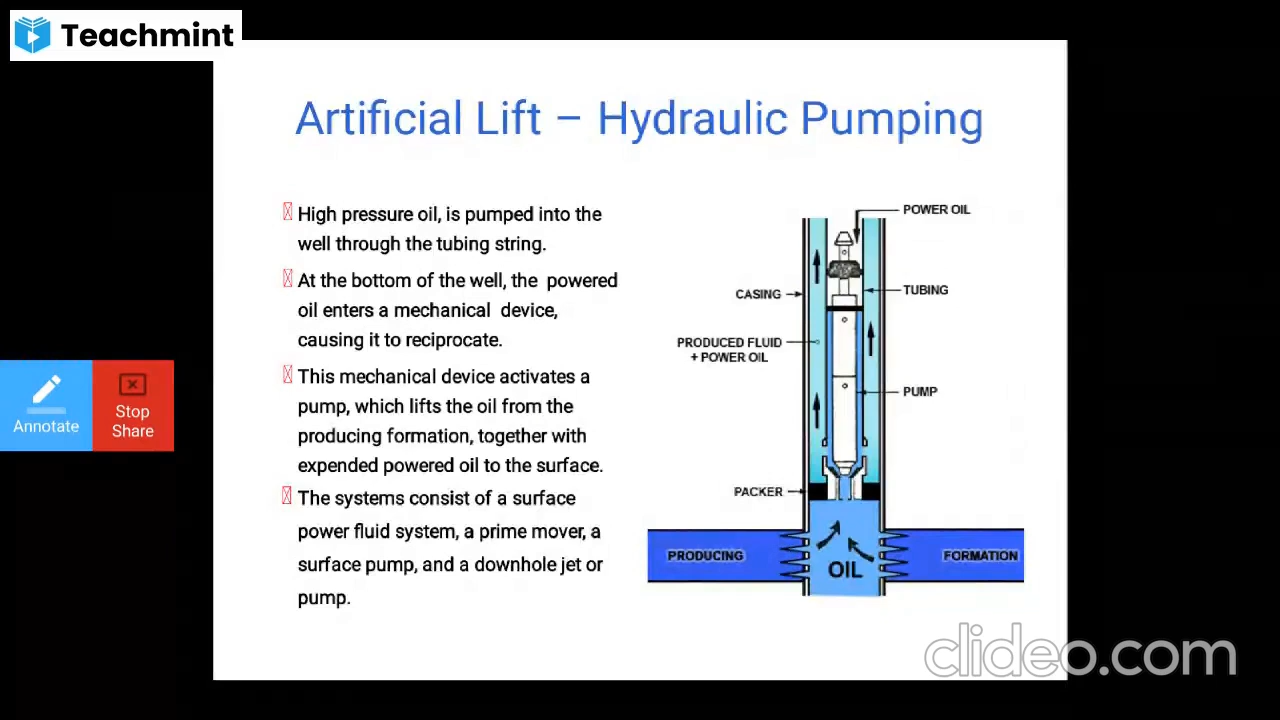 Teachmint
Artificial Lift – Hydraulic Pumping
High pressure oil, is pumped into the
well through the tubing string.
At the bottom of the well, the powered
oil enters a mechanical device,
causing it to reciprocate.
This mechanical device activates a
pump, which lifts the oil from the
producing formation, together with
expended powered oil to the surface.
The systems consist of a surface
power fluid system, a prime mover, a
surface pump, and a downhole jet or
pump.
POWER OIL
CASING
TUBING
PRODUCED FLUID
+ POWER OIL
PUMP
PACKER
PRODUCING
FORMATION
OIL
Annotate
Stop
Share
clideo.com